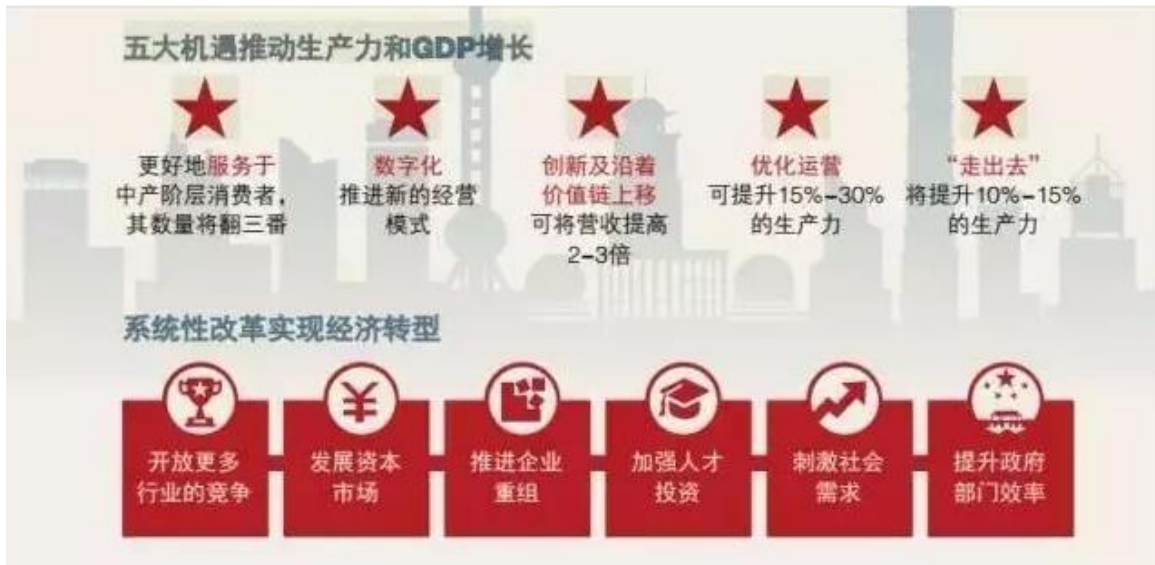 五大机遇推动生产力和GDP增长
更好地服务于
中产阶层消费者,
其数量将翻三番
数字化
推进新的经营
模式
创新及沿着
价值链上移
可将营收提高
2-3倍
优化运营
可提升15%-30%
的生产力
“走出去”
将提升10%-15%
的生产力
系统性改革实现经济转型
开放更多
行业的竞争
发展资本
市场
推进企业
重组
加强人才
投资
刺激社会
需求
提升政府
部门效率